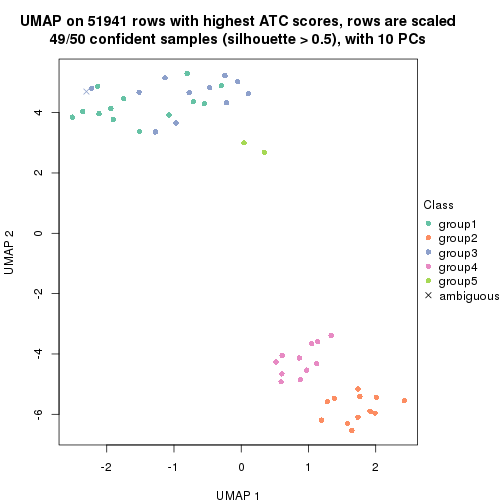 UMAP on 51941 rows with highest ATC scores, rows are scaled
49/50 confident samples (silhouette > 0.5), with 10 PCs
4
2
0
-2
-4
-6
UMAP 2
-2
-1
0
1
2
UMAP 1
Class
group1
group2
group3
group4
group5
ambiguous